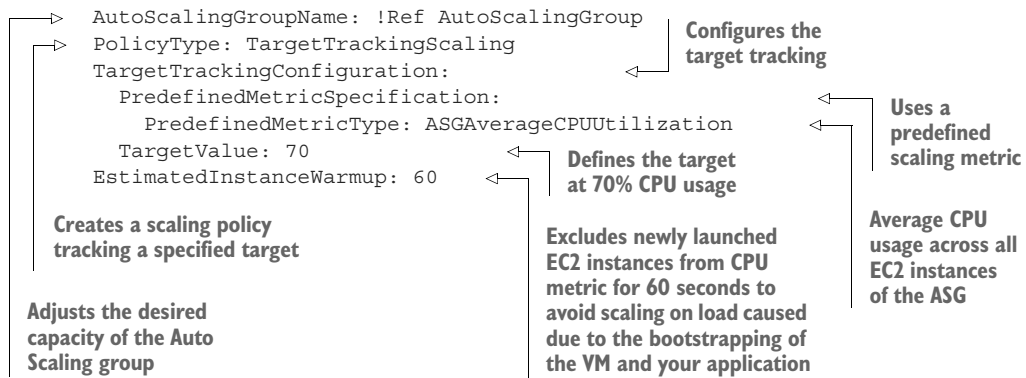 AutoScalingGroupName: !Ref AutoScalingGroup
PolicyType: TargetTrackingScaling
TargetTrackingConfiguration:
PredefinedMetricSpecification:
PredefinedMetricType: ASGAverageCPUUtilization
TargetValue: 70
EstimatedInstanceWarmup: 60
Configures the
target tracking
Uses a
predefined
scaling metric
Defines the target
at 70% CPU usage
Creates a scaling policy
tracking a specified target
Average CPU
usage across all
EC2 instances
of the ASG
Excludes newly launched
EC2 instances from CPU
metric for 60 seconds to
avoid scaling on load caused
due to the bootstrapping of
the VM and your application
Adjusts the desired
capacity of the Auto
Scaling group